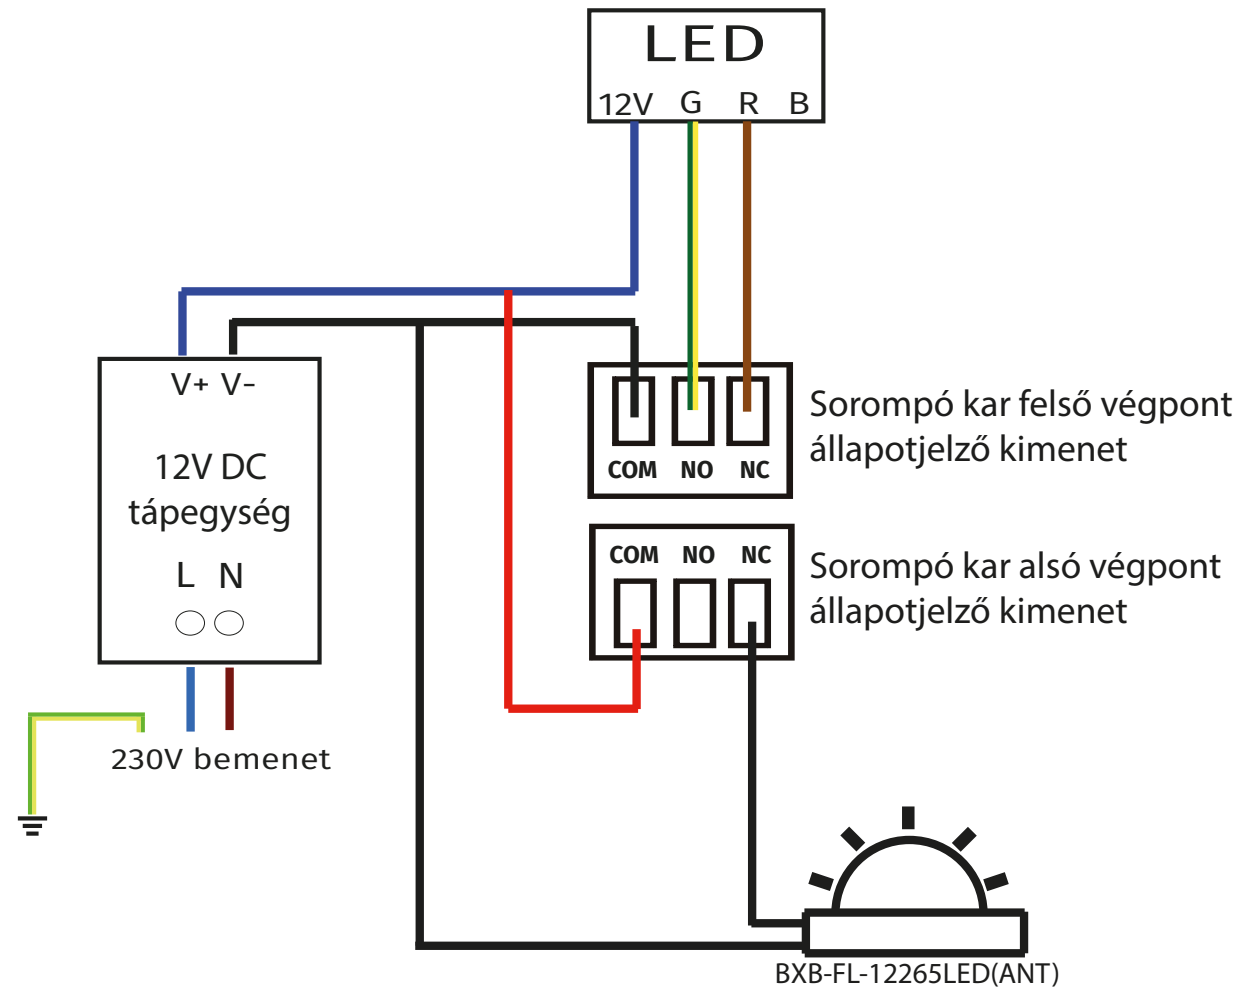 LED
12V G R B
V+ V-
12V DC
tápegység
L N
230V bemenet
COM NO NC
Sorompó kar felső végpont
állapotjelző kimenet
COM NO NC
Sorompó kar alsó végpont
állapotjelző kimenet
BXB-FL-12265LED(ANT)